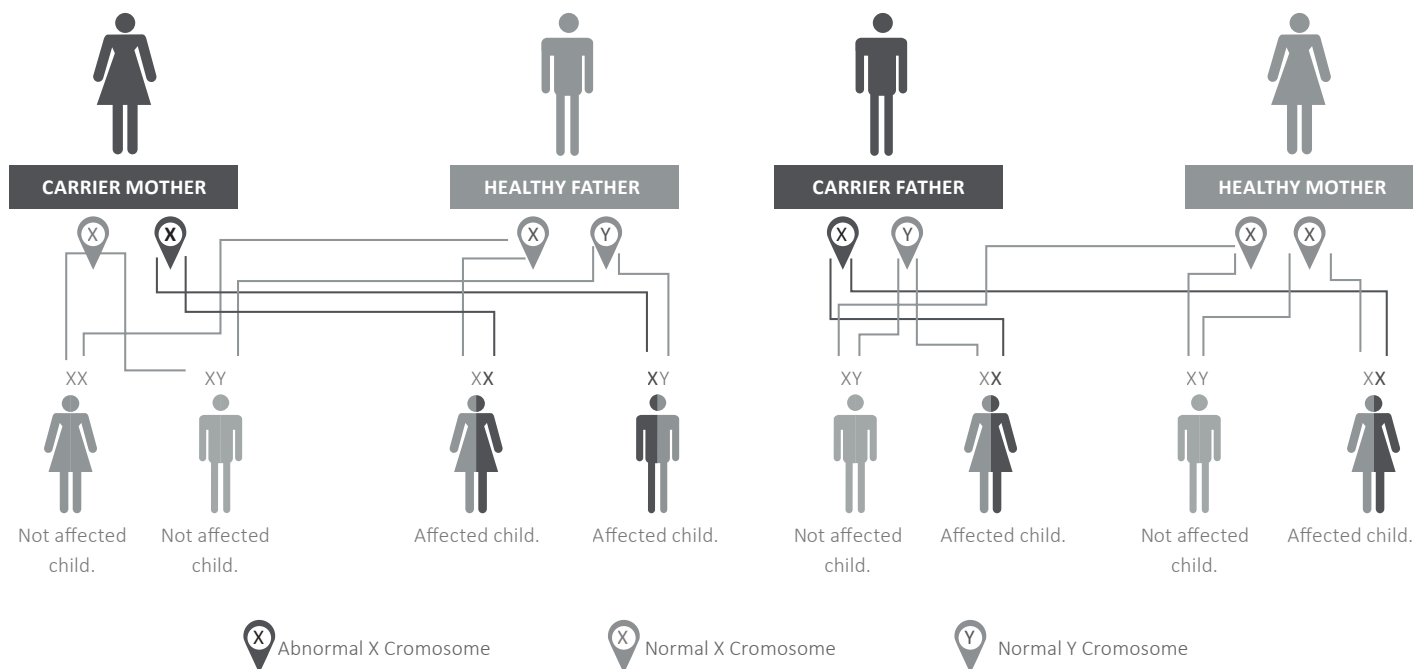 CARRIER MOTHER
HEALTHY FATHER
CARRIER FATHER
HEALTHY MOTHER
X
X
X
Y
X
Y
X
X
XX
XY
XX
XY
XY
XX
XY
XX
Not affected
child.
Not affected
child.
Affected child.
Affected child.
Not affected
child.
Affected child.
Not affected
child.
Affected child.
X Abnormal X Cromosome
X Normal X Cromosome
Y Normal Y Cromosome